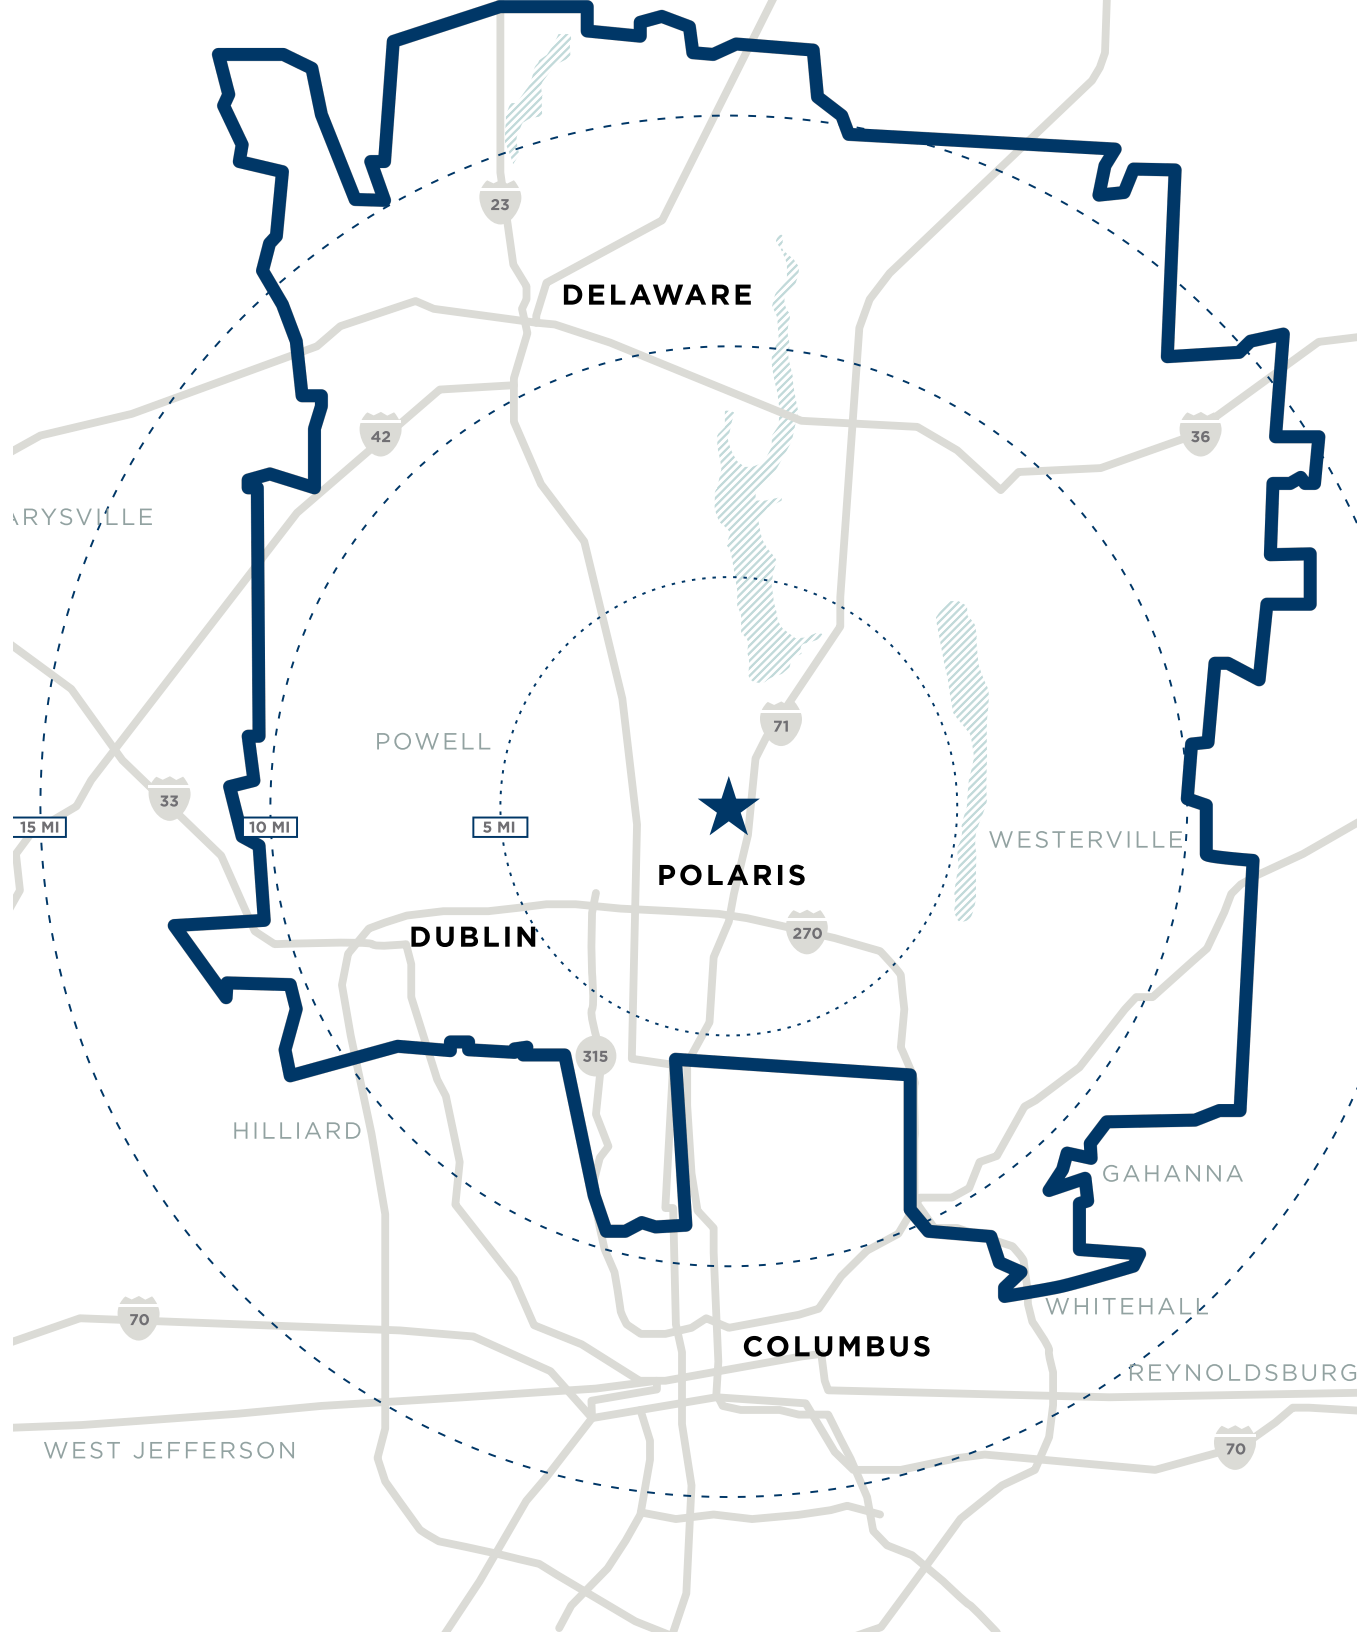 23
DELAWARE
42
36
ARYSVILLE
71
POWELL
33
15 MI
10 MI
5 MI
WESTERVILLE
POLARIS
270
DUBLIN
315
HILLIARD
GAHANNA
WHITEHALL
70
COLUMBUS
REYNOLDSBURG
WEST JEFFERSON
70